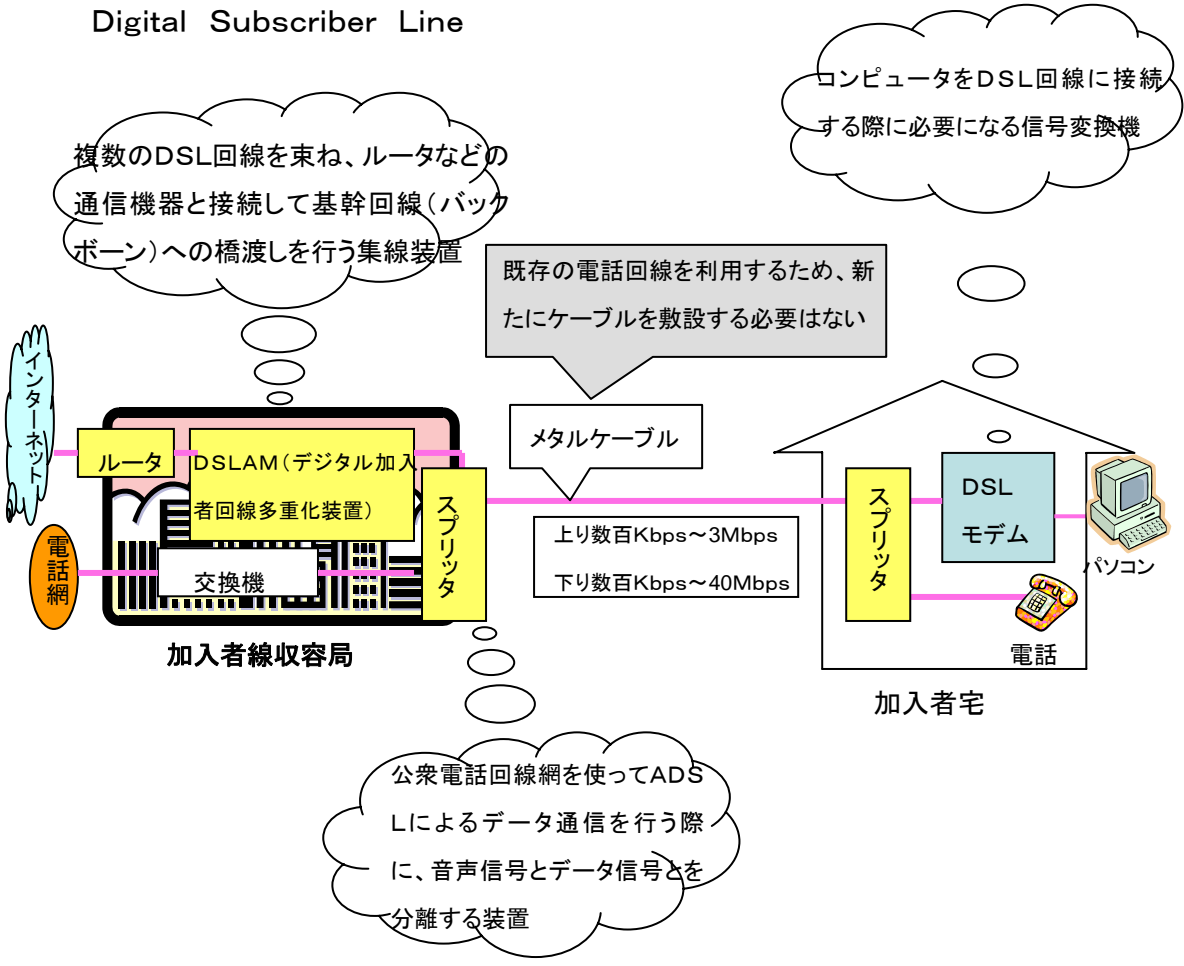 Digital Subscriber Line
コンピュータをDSL回線に接続
する際に必要になる信号変換機
複数のDSL回線を束ね、ルータなどの
通信機器と接続して基幹回線（バック
ボーン）への橋渡しを行う集線装置
既存の電話回線を利用するため、新
たにケーブルを敷設する必要はない
インターネット
ルータ
DSLAM（デジタル加入
者回線多重化装置）
スプリッタ
メタルケーブル
上り数百Kbps～3Mbps
下り数百Kbps～40Mbps
スプリッタ
DSL
モデム
パソコン
電話網
交換機
電話
加入者線収容局
加入者宅
公衆電話回線網を使ってADS
Lによるデータ通信を行う際
に、音声信号とデータ信号とを
分離する装置